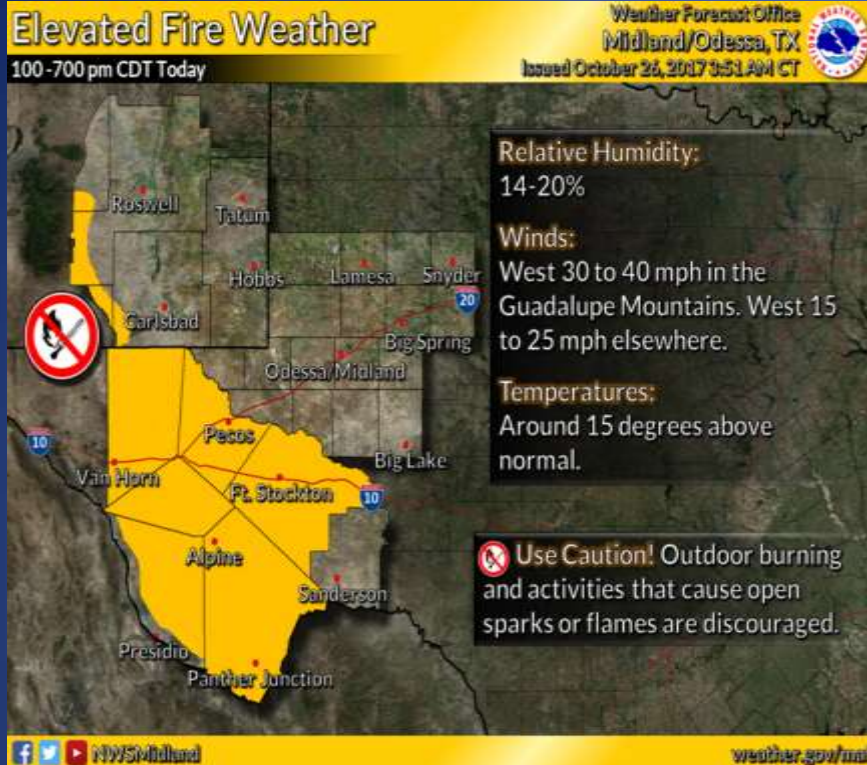 Elevated Fire Weather
100 -700 pm CDT Today
Weather Forecast Office
Midland/Odessa, TX
Issued October 26, 2017 3:51 AM CT
Relative Humidity:
14-20%
Winds:
West 30 to 40 mph in the
Guadalupe Mountains. West 15
to 25 mph elsewhere.
Temperatures:
Around 15 degrees above
normal.
Use Caution! Outdoor burning
and activities that cause open
sparks or flames are discouraged.
Roswell
Tatum
Hobbs
Lamesa
Snyder
20
Carlsbad
Big Spring
Odessa/Midland
Pecos
10
Big Lake
Van Horn
Ft. Stockton
10
Alpine
Sanderson
Presidio
Panther Junction
NWSMidland